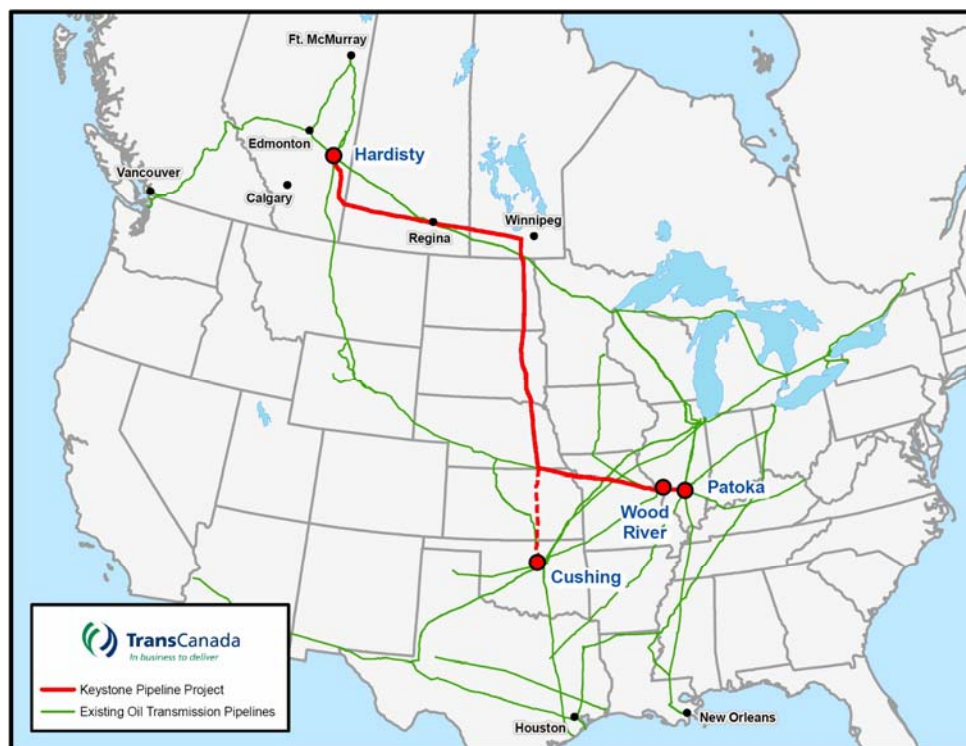 Ft. McMurray
Edmonton
Hardisty
Vancouver
Calgary
Regina
Winnipeg
Patoka
Wood
River
Cushing
Houston
New Orleans
TransCanada
In business to deliver
Keystone Pipeline Project
Existing Oil Transmission Pipelines